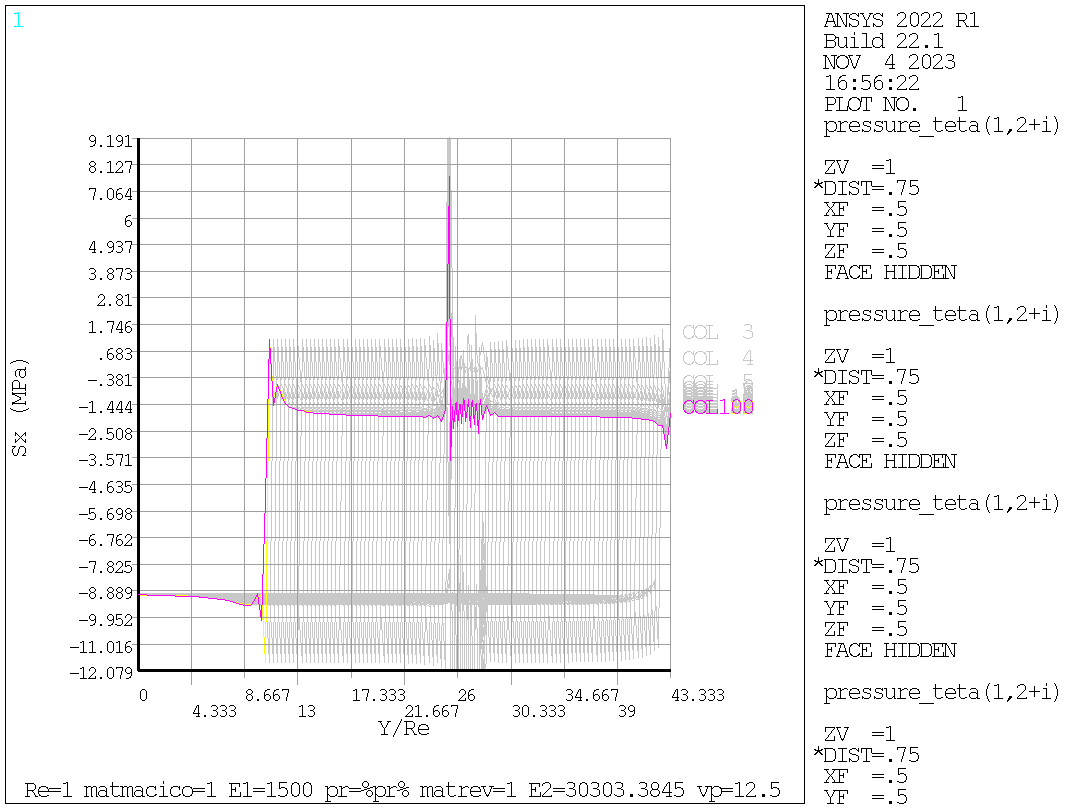 1
ANSYS 2022 R1
Build 22.1
NOV  4 2023
16:56:22
PLOT NO.   1
pressure_teta(1,2+i)
ZV  =1
*DIST=.75
XF  =.5
YF  =.5
ZF  =.5
FACE HIDDEN
pressure_teta(1,2+i)
ZV  =1
*DIST=.75
XF  =.5
YF  =.5
ZF  =.5
FACE HIDDEN
pressure_teta(1,2+i)
ZV  =1
*DIST=.75
XF  =.5
YF  =.5
ZF  =.5
FACE HIDDEN
pressure_teta(1,2+i)
ZV  =1
*DIST=.75
XF  =.5
YF  =.5
Sx (MPa)
9.191
8.127
7.064
6
4.937
3.873
2.81
1.746
.683
-.381
-1.444
-2.508
-3.571
-4.635
-5.698
-6.762
-7.825
-8.889
-9.952
-11.016
-12.079
COL  3
COL  4
COL  5
COL100
0
4.333
8.667
13
17.333
21.667
26
30.333
34.667
39
43.333
Y/Re
Re=1 matmacico=1 E1=1500 pr=%pr% matrev=1 E2=30303.3845 vp=12.5